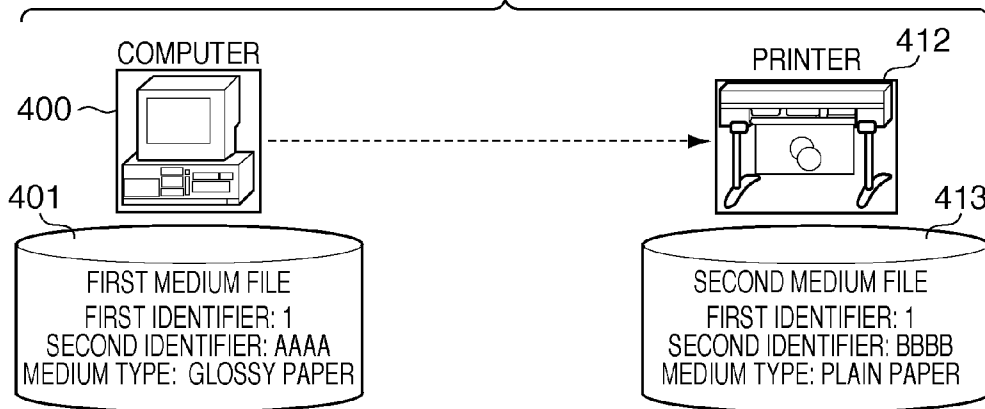 COMPUTER
400
PRINTER
412
401
FIRST MEDIUM FILE
FIRST IDENTIFIER: 1
SECOND IDENTIFIER: AAAA
MEDIUM TYPE: GLOSSY PAPER
413
SECOND MEDIUM FILE
FIRST IDENTIFIER: 1
SECOND IDENTIFIER: BBBB
MEDIUM TYPE: PLAIN PAPER